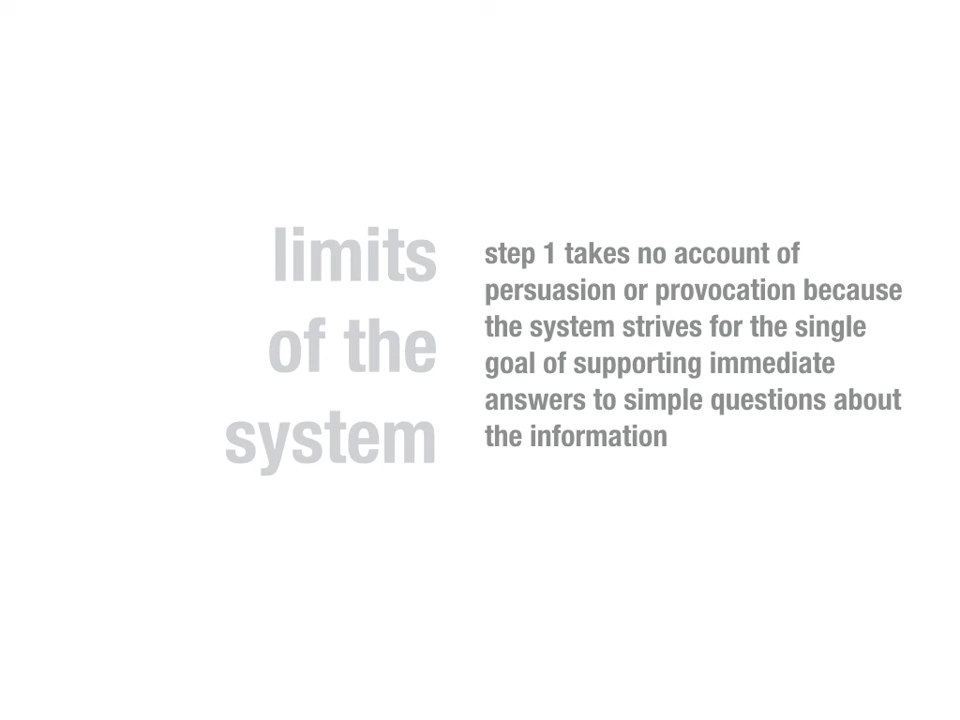 limits
of the
system
step 1 takes no account of
persuasion or provocation because
the system strives for the single
goal of supporting immediate
answers to simple questions about
the information